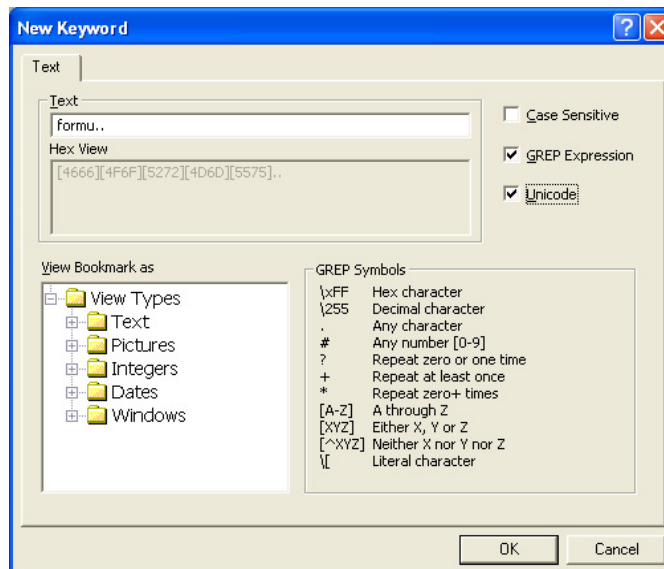 New Keyword
Text
Text
formu..
Hex View
[4666][4F6F][5272][4D6D][5575]..
Case Sensitive
GREP Expression
Unicode
View Bookmark as
View Types
Text
Pictures
Integers
Dates
Windows
GREP Symbols
\xFF Hex character
\255 Decimal character
. Any character
# Any number [0-9]
? Repeat zero or one time
+ Repeat at least once
* Repeat zero+ times
[A-Z] A through Z
[XYZ] Either X, Y or Z
[^XYZ] Neither X nor Y nor Z
\[ Literal character
OK Cancel